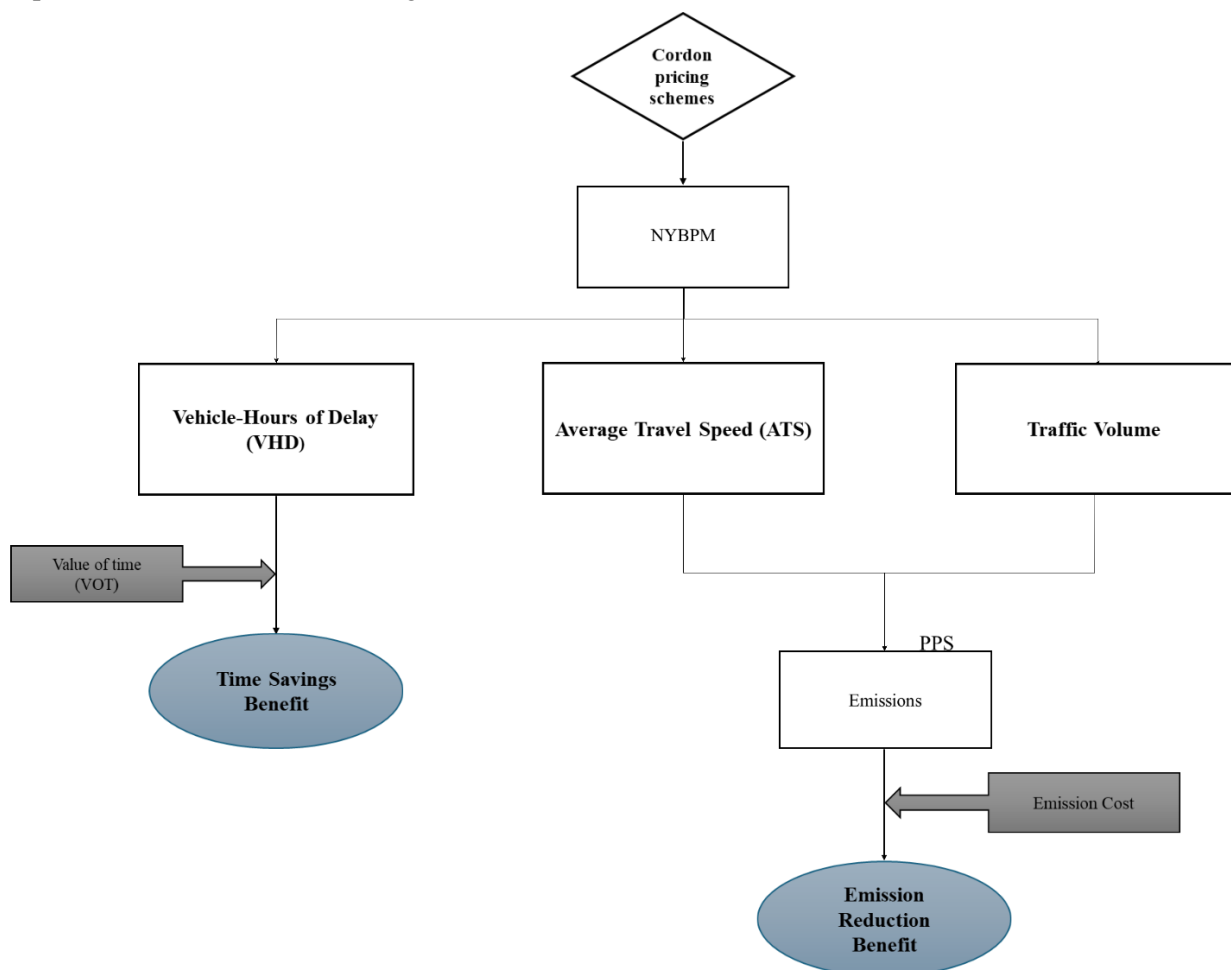 Cordon
pricing
schemes
NYBPM
Vehicle-Hours of Delay
(VHD)
Average Travel Speed (ATS)
Traffic Volume
Value of time
(VOT)
Time Savings
Benefit
PPS
Emissions
Emission Cost
Emission
Reduction
Benefit